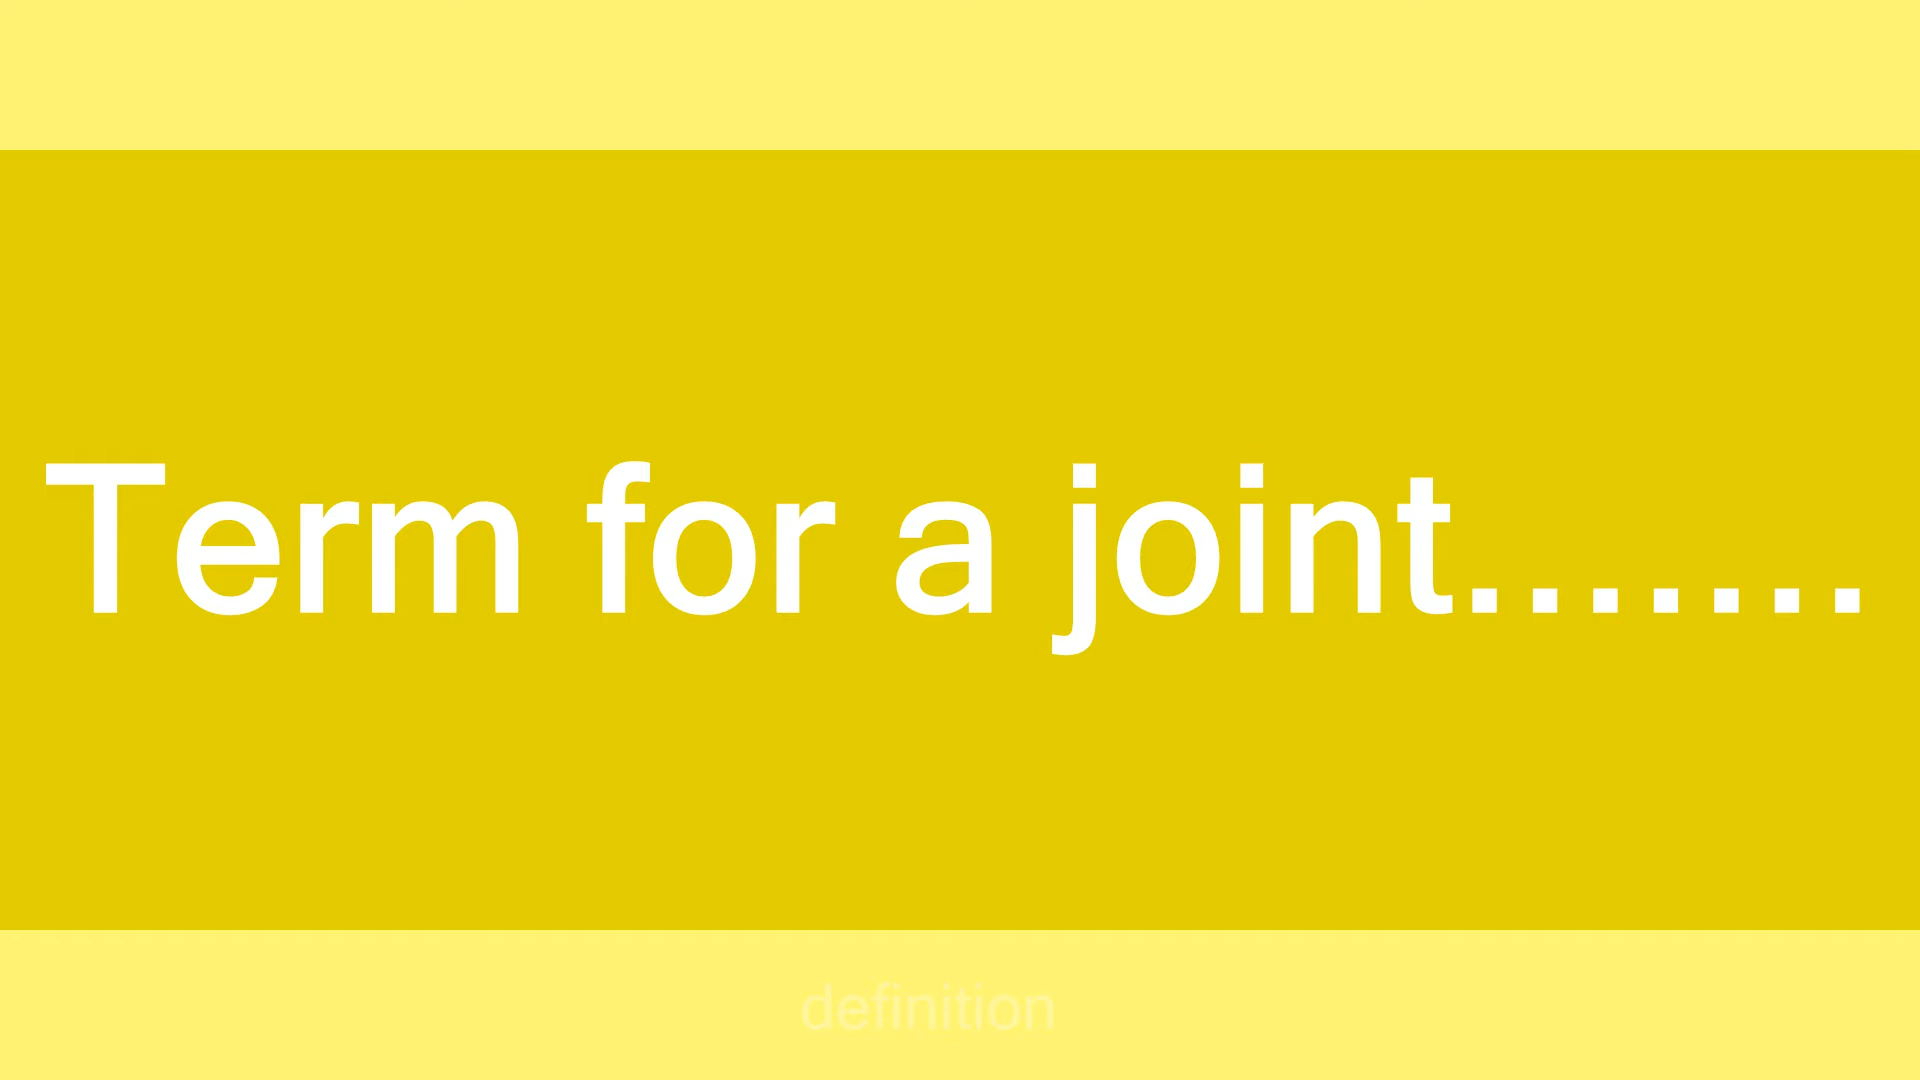 Term for a joint.......
definition